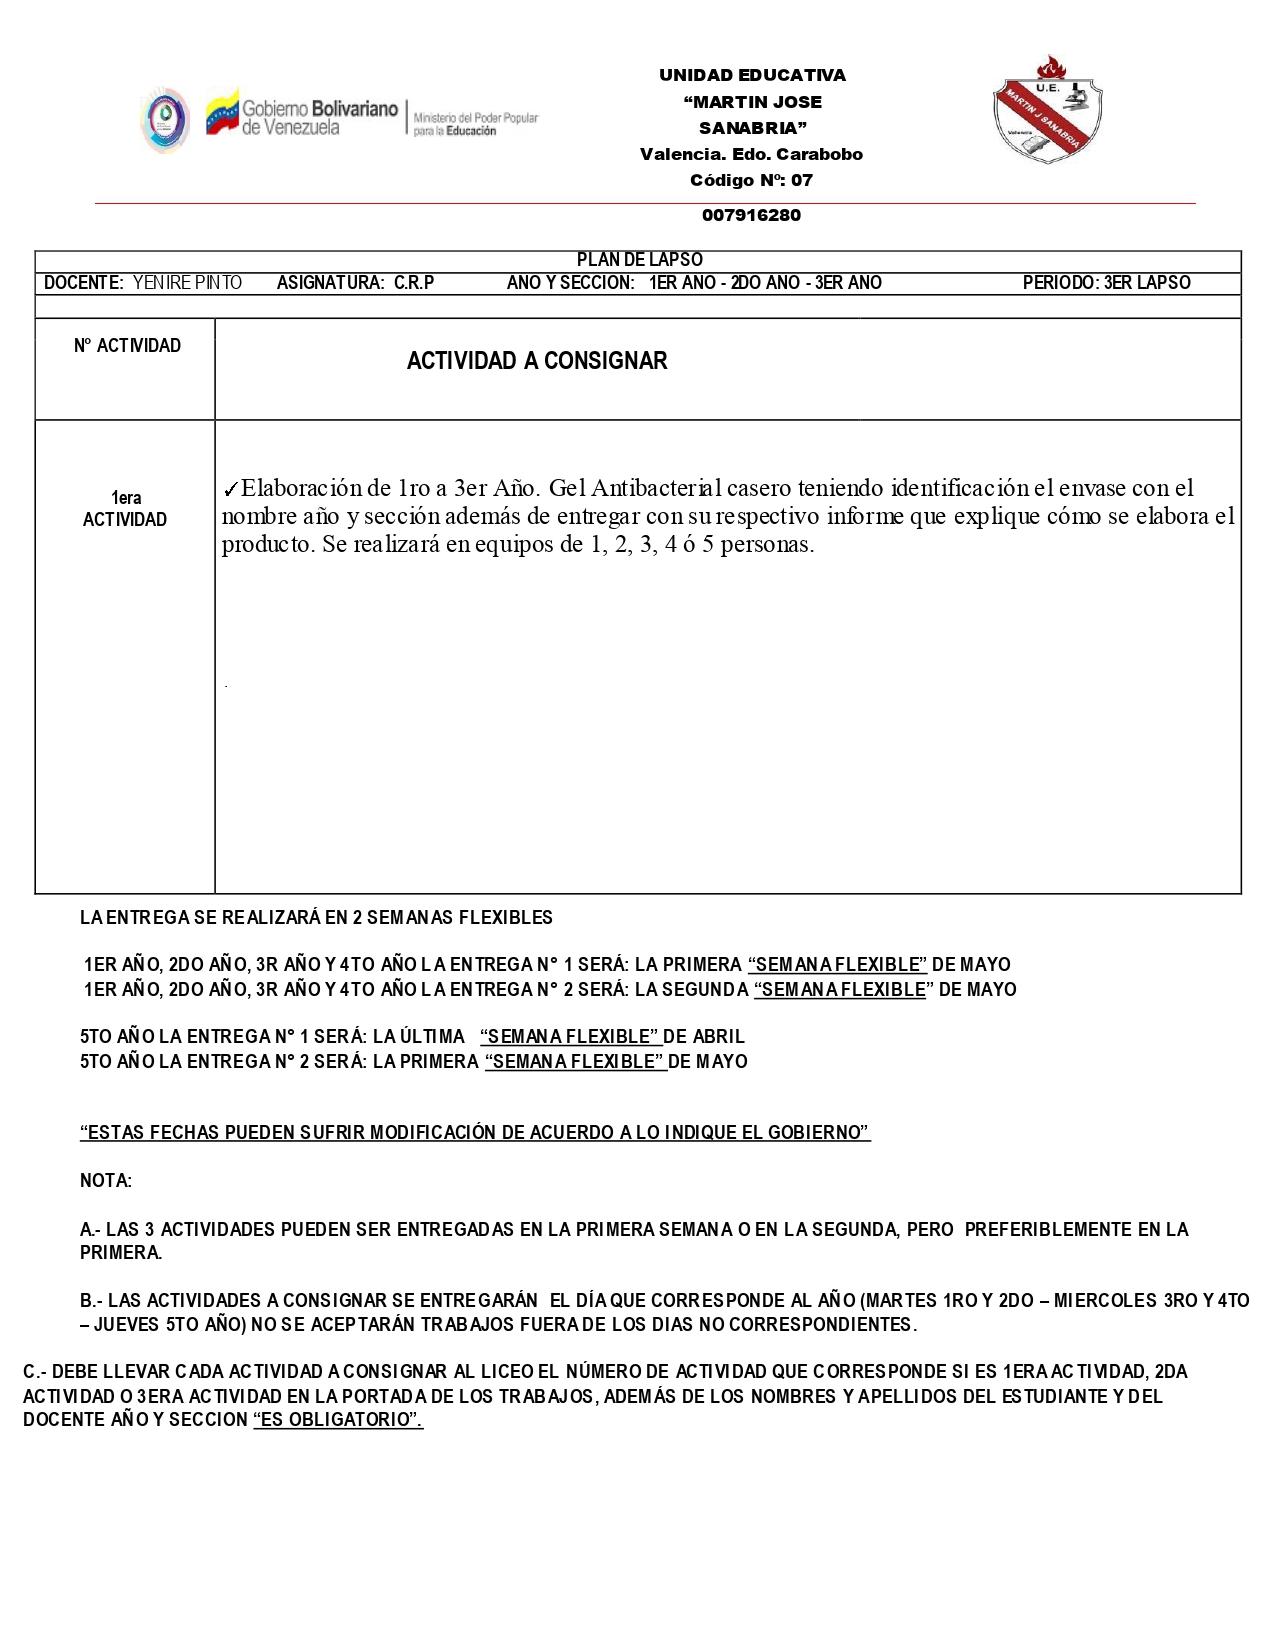 UNIDAD EDUCATIVA
“MARTIN JOSE
SANABRIA”
Valencia. Edo. Carabobo
Código Nº: 07
007916280
Gobierno Bolivariano
de Venezuela
Ministerio del Poder Popular
para la Educación
U.E.
MARTIN J SANABRIA
Valencia
PLAN DE LAPSO
DOCENTE: YENIRE PINTO ASIGNATURA: C.R.P ANO Y SECCION: 1ER ANO - 2DO ANO - 3ER ANO PERIODO: 3ER LAPSO
Nº ACTIVIDAD
ACTIVIDAD A CONSIGNAR
1era
ACTIVIDAD
✓Elaboración de 1ro a 3er Año. Gel Antibacterial casero teniendo identificación el envase con el
nombre año y sección además de entregar con su respectivo informe que explique cómo se elabora el
producto. Se realizará en equipos de 1, 2, 3, 4 ó 5 personas.
.
LA ENTREGA SE REALIZARÁ EN 2 SEMANAS FLEXIBLES
1ER AÑO, 2DO AÑO, 3R AÑO Y 4TO AÑO LA ENTREGA N° 1 SERÁ: LA PRIMERA “SEMANA FLEXIBLE” DE MAYO
1ER AÑO, 2DO AÑO, 3R AÑO Y 4TO AÑO LA ENTREGA N° 2 SERÁ: LA SEGUNDA “SEMANA FLEXIBLE” DE MAYO
5TO AÑO LA ENTREGA N° 1 SERÁ: LA ÚLTIMA “SEMANA FLEXIBLE” DE ABRIL
5TO AÑO LA ENTREGA N° 2 SERÁ: LA PRIMERA “SEMANA FLEXIBLE” DE MAYO
“ESTAS FECHAS PUEDEN SUFRIR MODIFICACIÓN DE ACUERDO A LO INDIQUE EL GOBIERNO”
NOTA:
A.- LAS 3 ACTIVIDADES PUEDEN SER ENTREGADAS EN LA PRIMERA SEMANA O EN LA SEGUNDA, PERO PREFERIBLEMENTE EN LA
PRIMERA.
B.- LAS ACTIVIDADES A CONSIGNAR SE ENTREGARÁN EL DÍA QUE CORRESPONDE AL AÑO (MARTES 1RO Y 2DO – MIERCOLES 3RO Y 4TO
– JUEVES 5TO AÑO) NO SE ACEPTARÁN TRABAJOS FUERA DE LOS DIAS NO CORRESPONDIENTES.
C.- DEBE LLEVAR CADA ACTIVIDAD A CONSIGNAR AL LICEO EL NÚMERO DE ACTIVIDAD QUE CORRESPONDE SI ES 1ERA ACTIVIDAD, 2DA
ACTIVIDAD O 3ERA ACTIVIDAD EN LA PORTADA DE LOS TRABAJOS, ADEMÁS DE LOS NOMBRES Y APELLIDOS DEL ESTUDIANTE Y DEL
DOCENTE AÑO Y SECCION “ES OBLIGATORIO”.